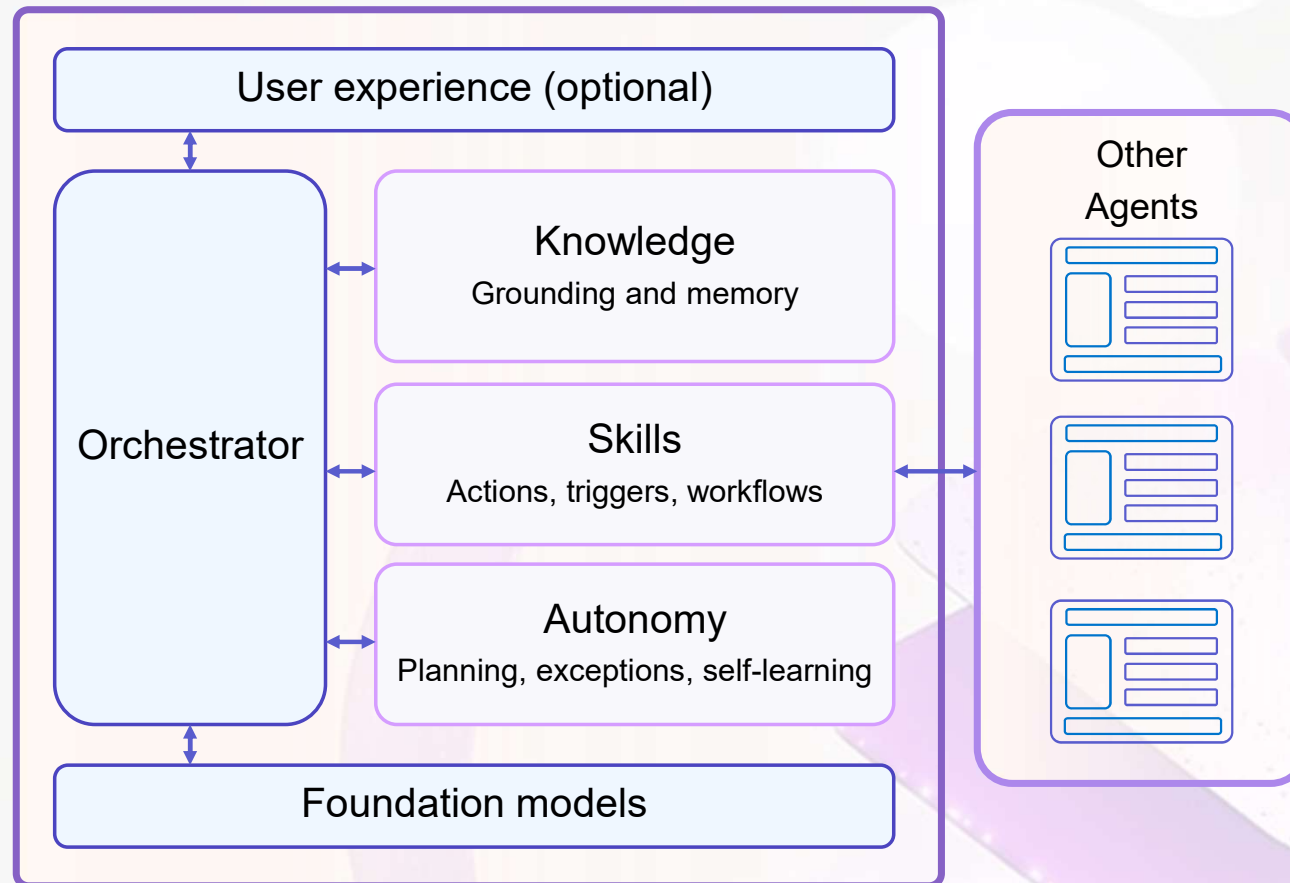 User experience (optional)
Orchestrator
Knowledge
Grounding and memory
Skills
Actions, triggers, workflows
Autonomy
Planning, exceptions, self-learning
Foundation models
Other
Agents